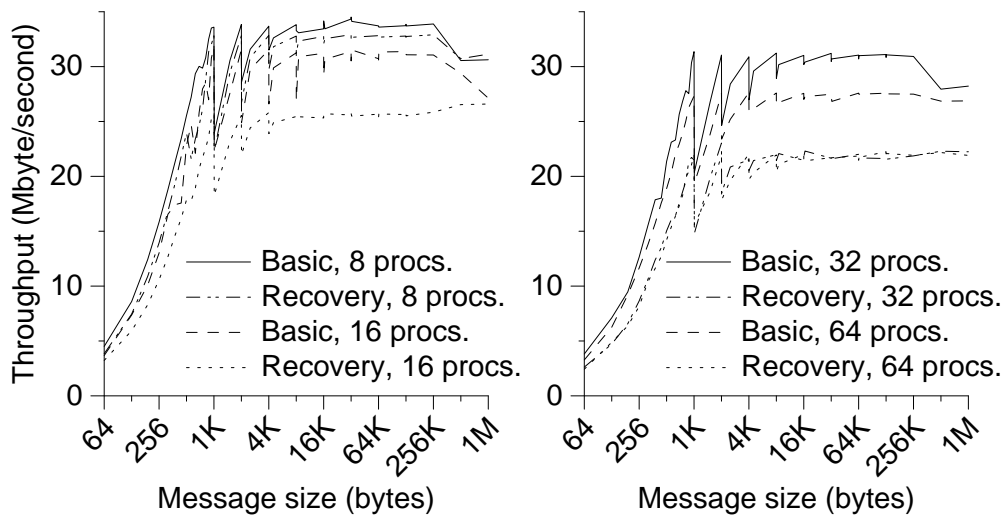 Throughput (Mbyte/second)
30
20
10
0
Basic, 8 procs.
Recovery, 8 procs.
Basic, 16 procs.
Recovery, 16 procs.
64
256
1K
4K
16K
64K
256K
1M
Message size (bytes)
30
20
10
0
Basic, 32 procs.
Recovery, 32 procs.
Basic, 64 procs.
Recovery, 64 procs.
64
256
1K
4K
16K
64K
256K
1M
Message size (bytes)